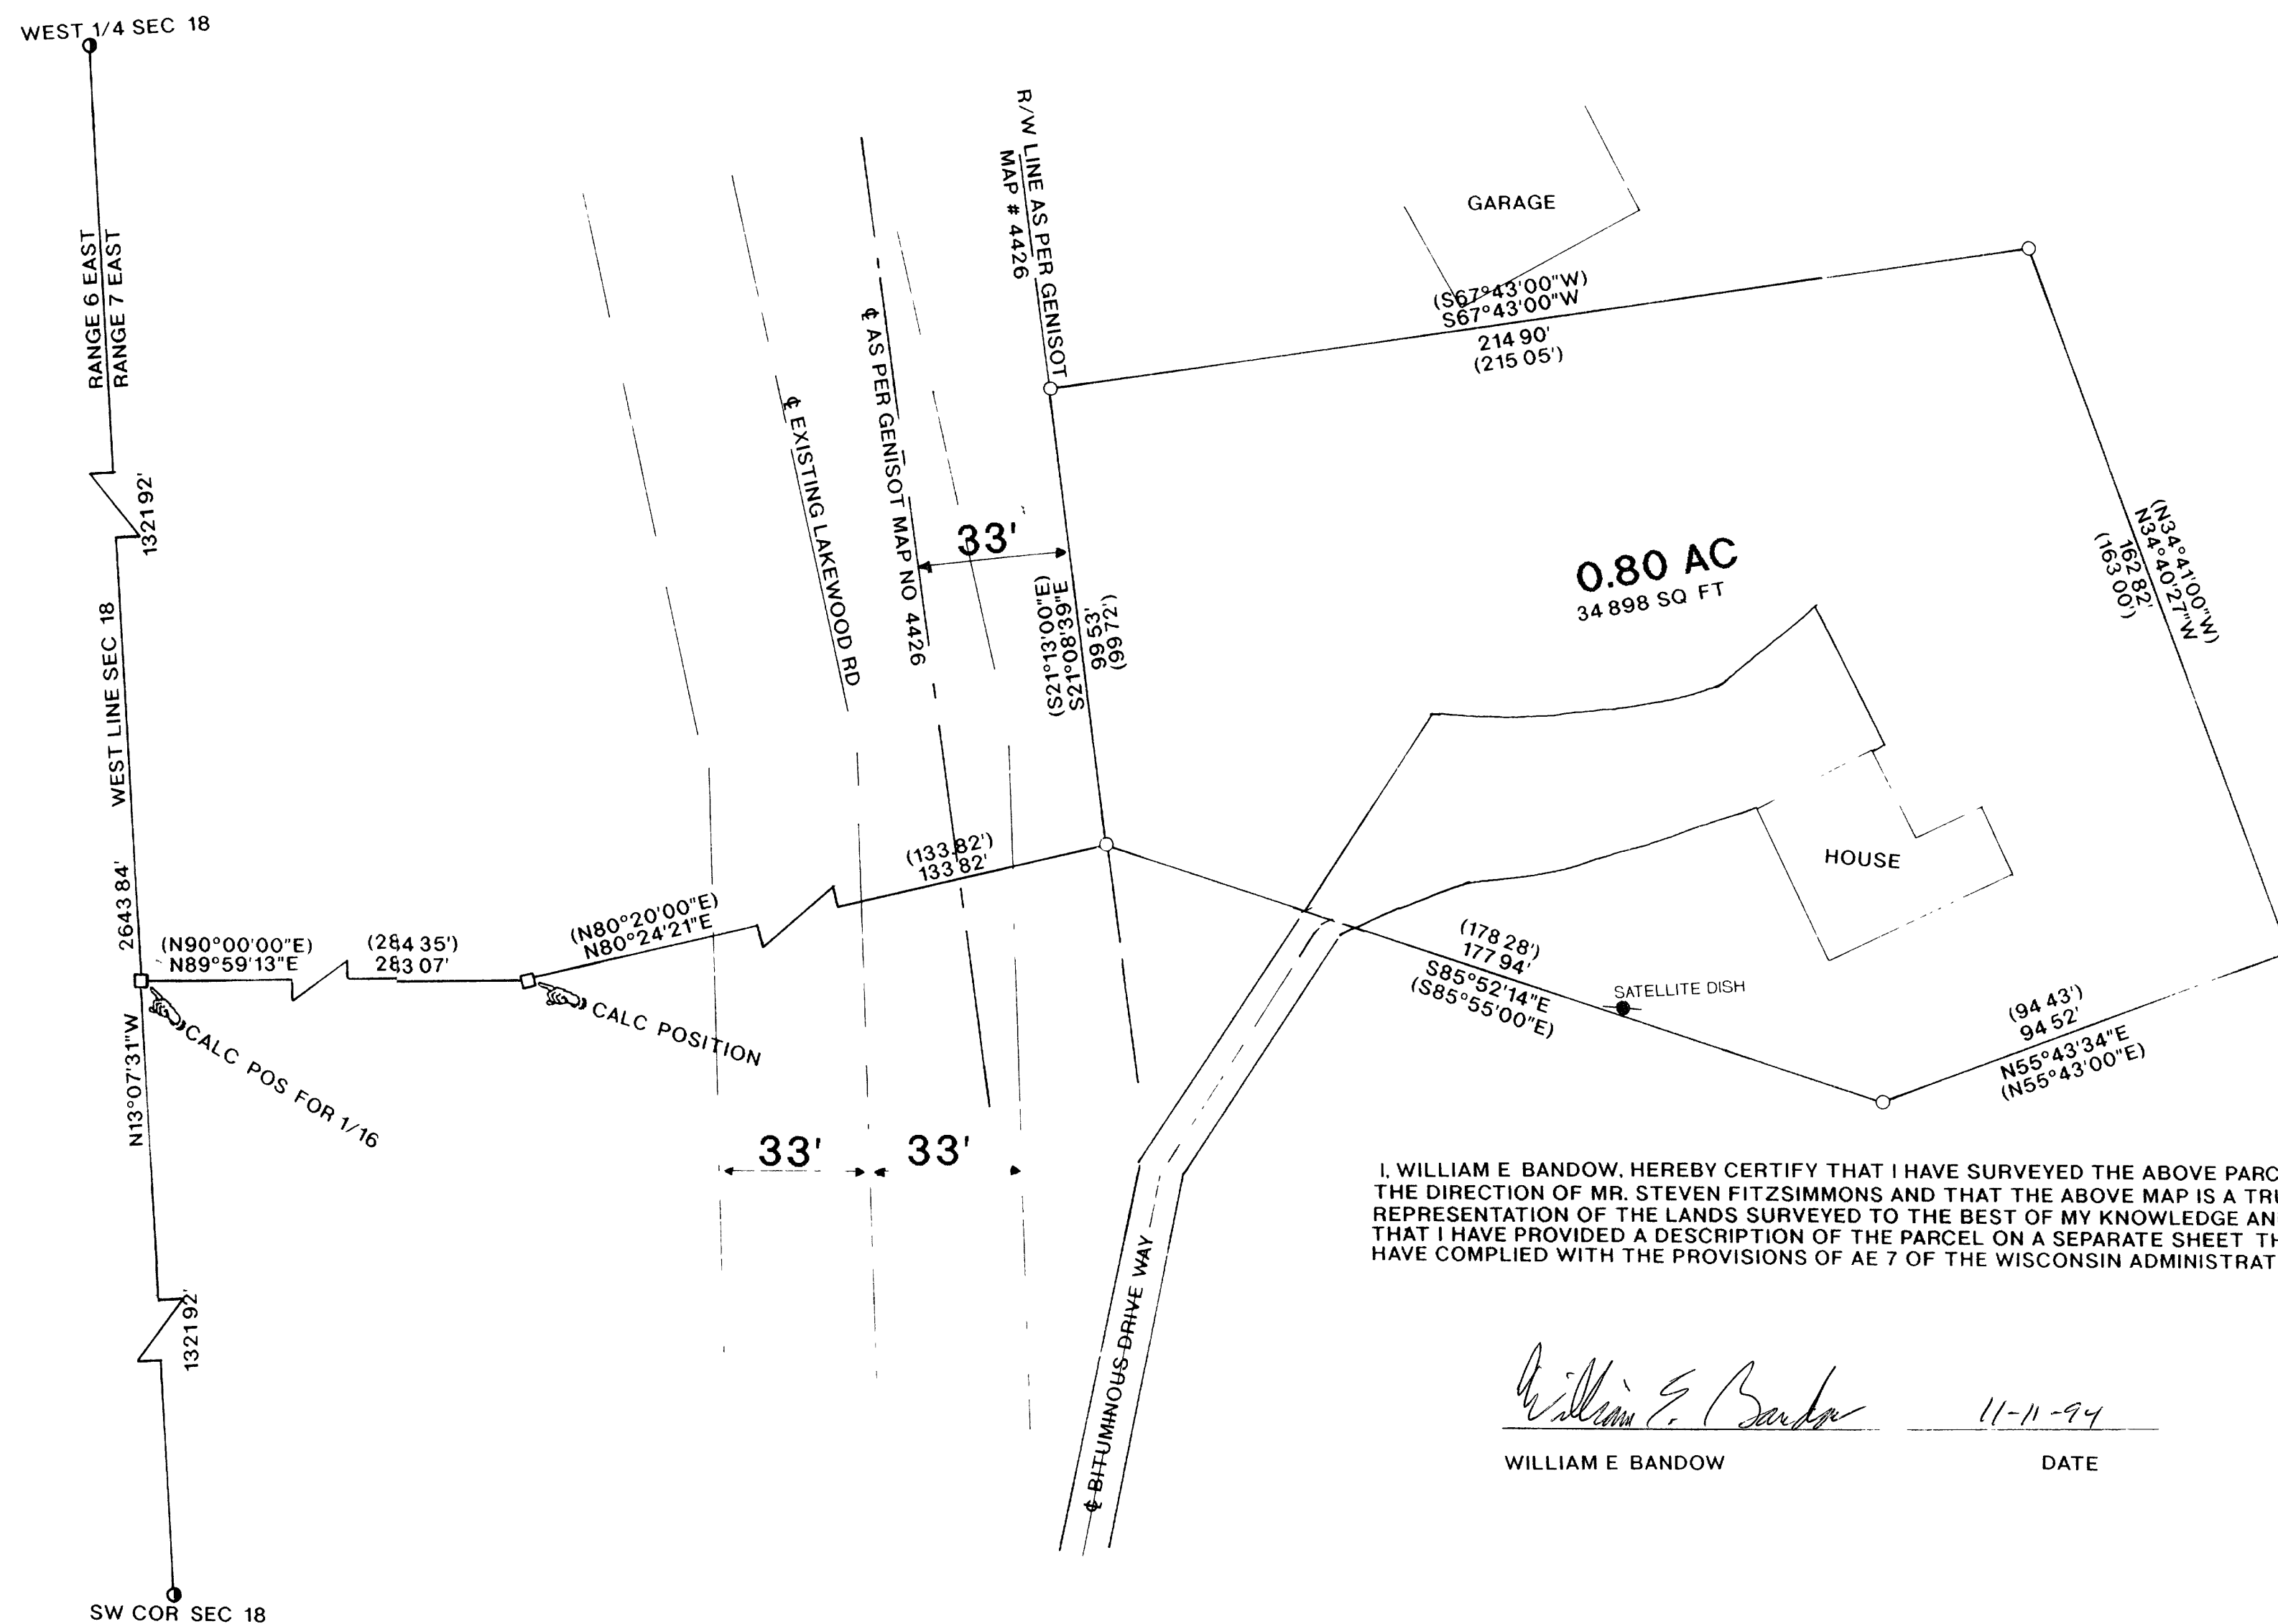 WEST 1/4 SEC 18
RANGE 6 EAST
RANGE 7 EAST
1321 92'
WEST LINE SEC 18
2643 84'
(N90°00'00"E)
N89°59'13"E
(284 35')
283 07'
(N80°20'00"E)
N80°24'21"E
(133.82')
133 82'
CALC POSITION
CALC POS FOR 1/16
N13°07'31"W
1321 92'
SW COR SEC 18
℄ EXISTING LAKEWOOD RD
℄ AS PER GENISOT MAP NO 4426
R/W LINE AS PER GENISOT
MAP # 4426
33'
33'
33'
(S21°13'00"E)
S21°08'39"E
99 53'
(99 72')
GARAGE
(S67°43'00"W)
S67°43'00"W
214 90'
(215 05')
(N34°41'00"W)
N34°40'27"W
162 82'
(163 00')
0.80 AC
34 898 SQ FT
HOUSE
(178 28')
177 94'
S85°52'14"E
(S85°55'00"E)
SATELLITE DISH
(94 43')
94 52'
N55°43'34"E
(N55°43'00"E)
℄ BITUMINOUS DRIVE WAY
I, WILLIAM E BANDOW, HEREBY CERTIFY THAT I HAVE SURVEYED THE ABOVE PARC
THE DIRECTION OF MR. STEVEN FITZSIMMONS AND THAT THE ABOVE MAP IS A TRU
REPRESENTATION OF THE LANDS SURVEYED TO THE BEST OF MY KNOWLEDGE AN
THAT I HAVE PROVIDED A DESCRIPTION OF THE PARCEL ON A SEPARATE SHEET TH
HAVE COMPLIED WITH THE PROVISIONS OF AE 7 OF THE WISCONSIN ADMINISTRAT
William E. Bandow 11-11-94
WILLIAM E BANDOW DATE